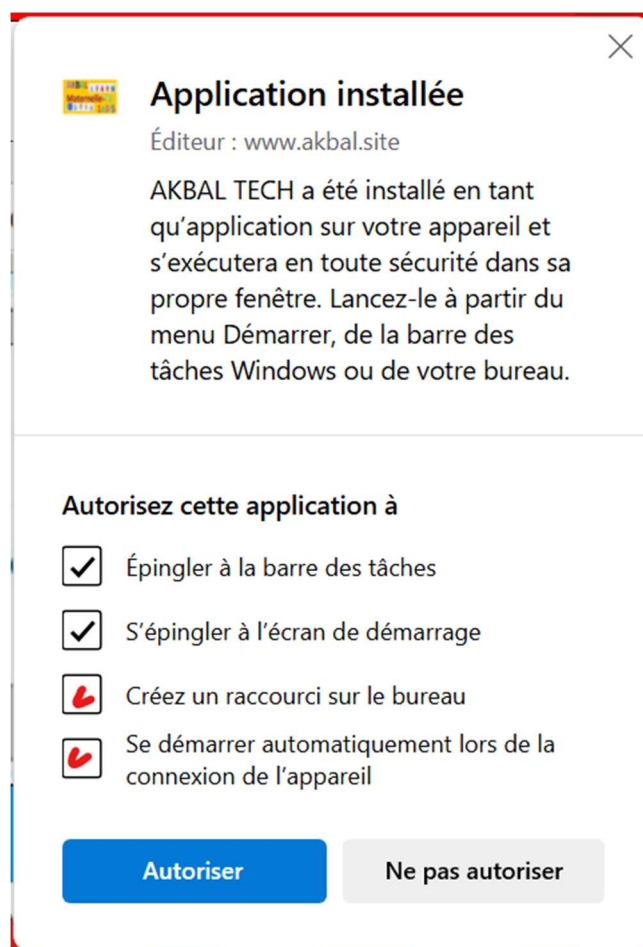 Application installée
Éditeur : www.akbal.site
AKBAL TECH a été installé en tant
qu’application sur votre appareil et
s’exécutera en toute sécurité dans sa
propre fenêtre. Lancez-le à partir du
menu Démarrer, de la barre des
tâches Windows ou de votre bureau.
Autorisez cette application à
Épingler à la barre des tâches
S’épingler à l’écran de démarrage
Créez un raccourci sur le bureau
Se démarrer automatiquement lors de la
connexion de l’appareil
Autoriser
Ne pas autoriser